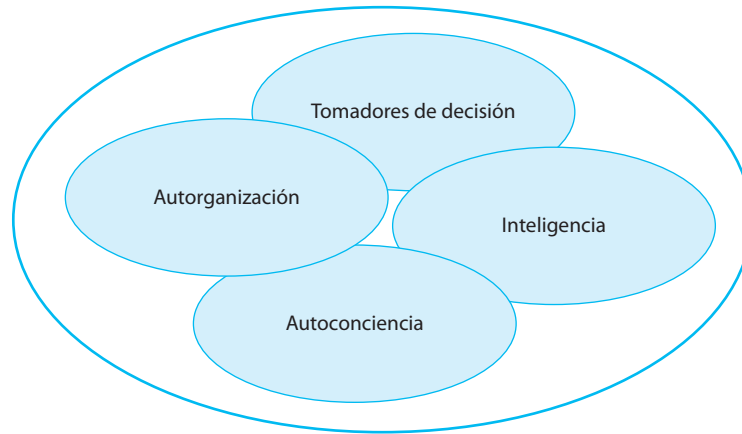 Tomadores de decisión
Autorganización
Inteligencia
Autoconciencia